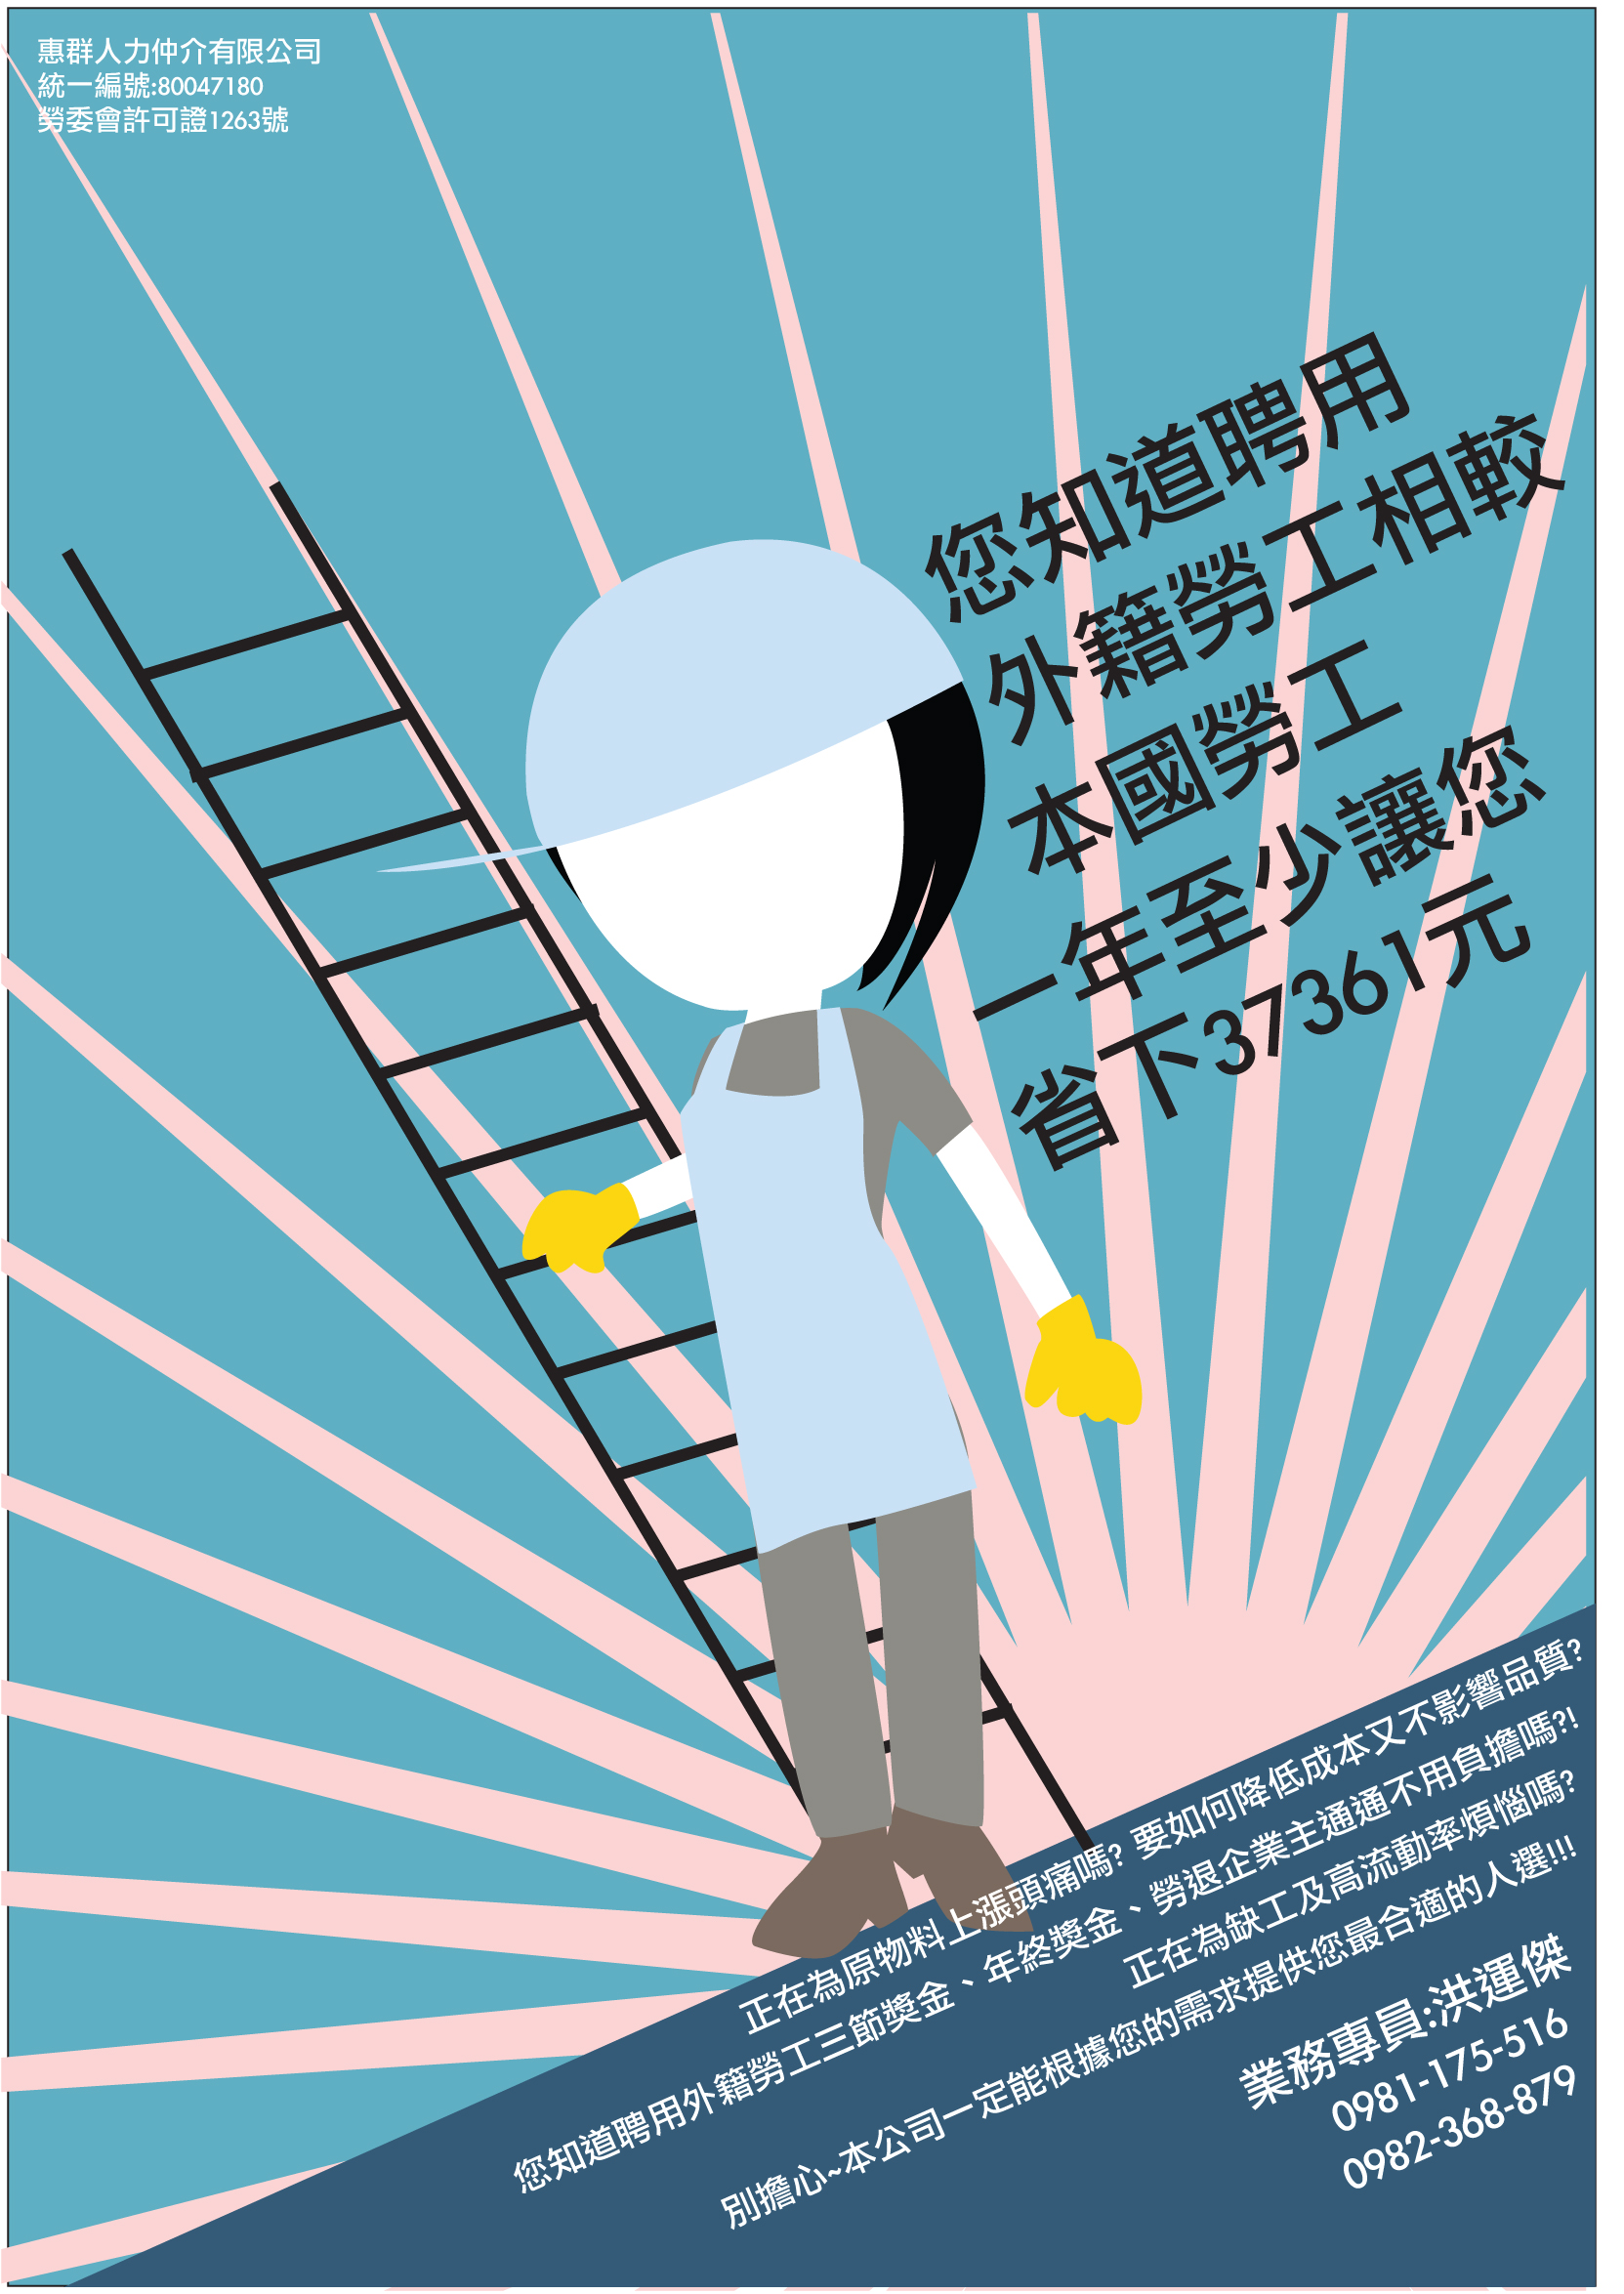 惠群人力仲介有限公司
統一編號:80047180
勞委會許可證1263號
您知道聘用
外籍勞工相較
本國勞工
一年至少讓您
省下37361元
正在為原物料上漲頭痛嗎? 要如何降低成本又不影響品質?
您知道聘用外籍勞工三節獎金、年終獎金、勞退企業主通通不用負擔嗎?!
正在為缺工及高流動率煩惱嗎?
別擔心~本公司一定能根據您的需求提供您最合適的人選!!!
業務專員:洪運傑
0981-175-516
0982-368-879